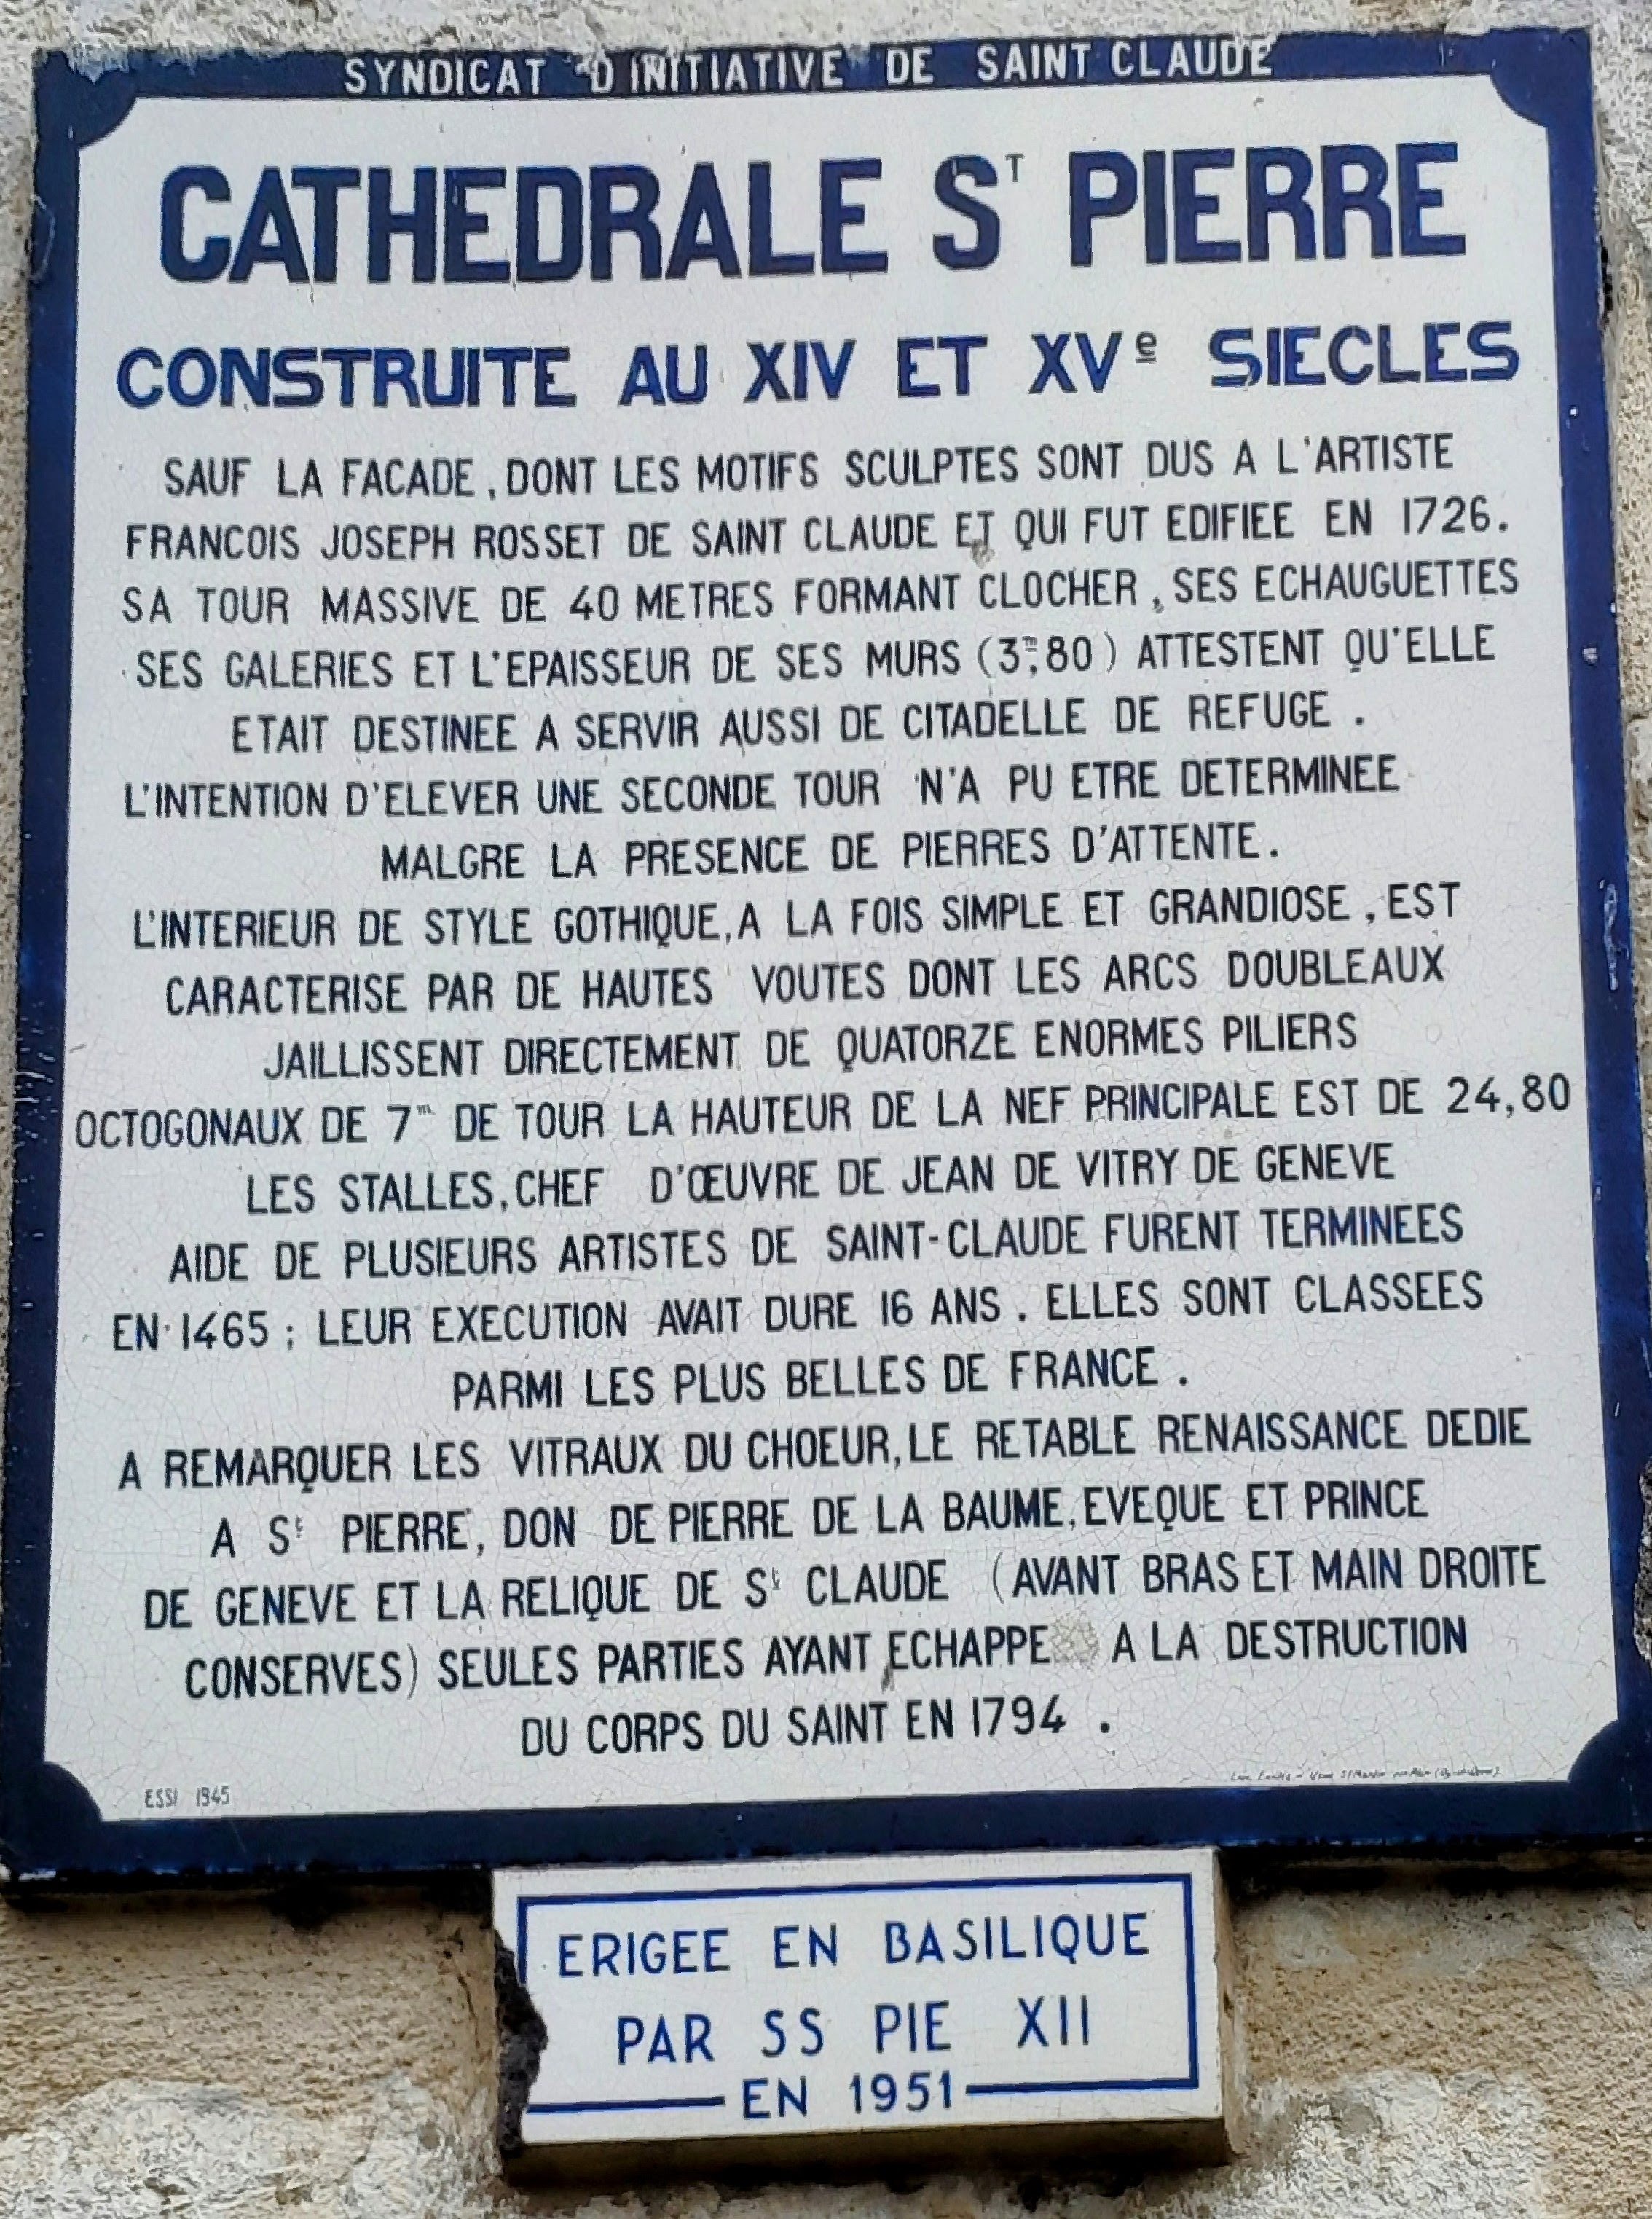 SYNDICAT D'INITIATIVE DE SAINT CLAUDE
CATHEDRALE ST PIERRE
CONSTRUITE AU XIV ET XVe SIECLES
SAUF LA FACADE, DONT LES MOTIFS SCULPTES SONT DUS A L'ARTISTE
FRANCOIS JOSEPH ROSSET DE SAINT CLAUDE ET QUI FUT EDIFIEE EN 1726.
SA TOUR MASSIVE DE 40 METRES FORMANT CLOCHER, SES ECHAUGUETTES
SES GALERIES ET L'EPAISSEUR DE SES MURS (3m,80) ATTESTENT QU'ELLE
ETAIT DESTINEE A SERVIR AUSSI DE CITADELLE DE REFUGE.
L'INTENTION D'ELEVER UNE SECONDE TOUR N'A PU ETRE DETERMINEE
MALGRE LA PRESENCE DE PIERRES D'ATTENTE.
L'INTERIEUR DE STYLE GOTHIQUE, A LA FOIS SIMPLE ET GRANDIOSE, EST
CARACTERISE PAR DE HAUTES VOUTES DONT LES ARCS DOUBLEAUX
JAILLISSENT DIRECTEMENT DE QUATORZE ENORMES PILIERS
OCTOGONAUX DE 7m DE TOUR LA HAUTEUR DE LA NEF PRINCIPALE EST DE 24,80
LES STALLES, CHEF D'ŒUVRE DE JEAN DE VITRY DE GENEVE
AIDE DE PLUSIEURS ARTISTES DE SAINT-CLAUDE FURENT TERMINEES
EN 1465; LEUR EXECUTION AVAIT DURE 16 ANS. ELLES SONT CLASSEES
PARMI LES PLUS BELLES DE FRANCE.
A REMARQUER LES VITRAUX DU CHOEUR, LE RETABLE RENAISSANCE DEDIE
A St PIERRE, DON DE PIERRE DE LA BAUME, EVEQUE ET PRINCE
DE GENEVE ET LA RELIQUE DE St CLAUDE (AVANT BRAS ET MAIN DROITE
CONSERVES) SEULES PARTIES AYANT ECHAPPE A LA DESTRUCTION
DU CORPS DU SAINT EN 1794.
ESSI 1945
ERIGEE EN BASILIQUE
PAR SS PIE XII
EN 1951